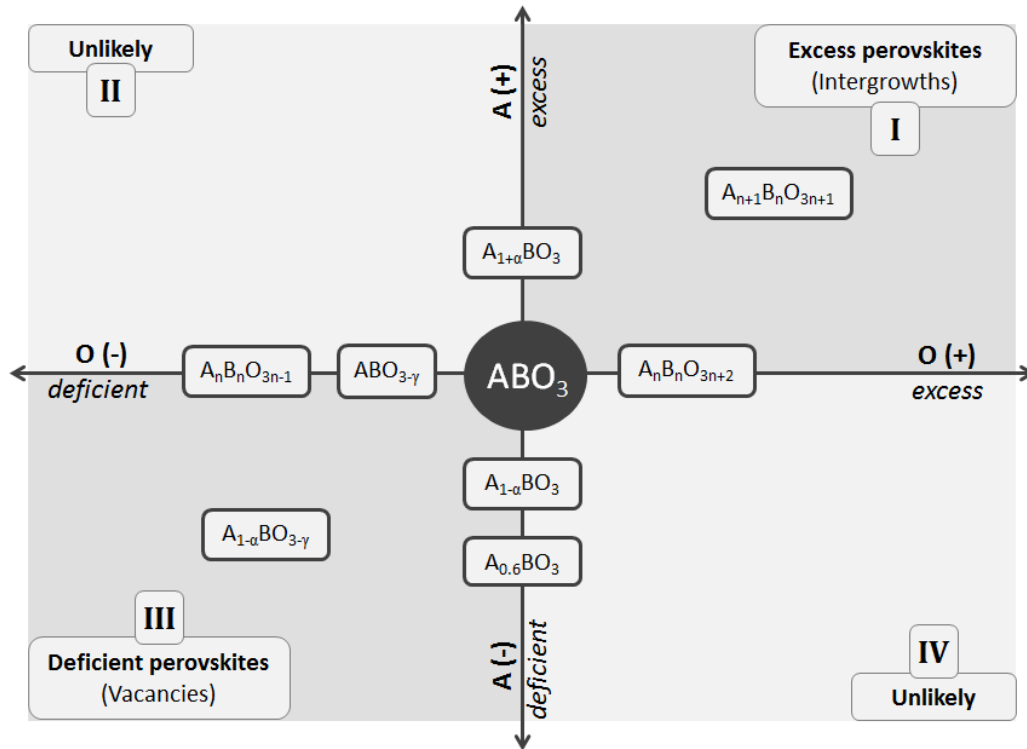 Unlikely
II
A (+)
excess
Excess perovskites
(Intergrowths)
I
Aₙ₊₁BₙO₃ₙ₊₁
A₁₊αBO₃
O (-)
deficient
AₙBₙO₃ₙ₋₁
ABO₃₋ᵧ
ABO₃
AₙBₙO₃ₙ₊₂
O (+)
excess
A₁₋αBO₃
A₁₋αBO₃₋ᵧ
A₀.₆BO₃
III
Deficient perovskites
(Vacancies)
A (-)
deficient
IV
Unlikely